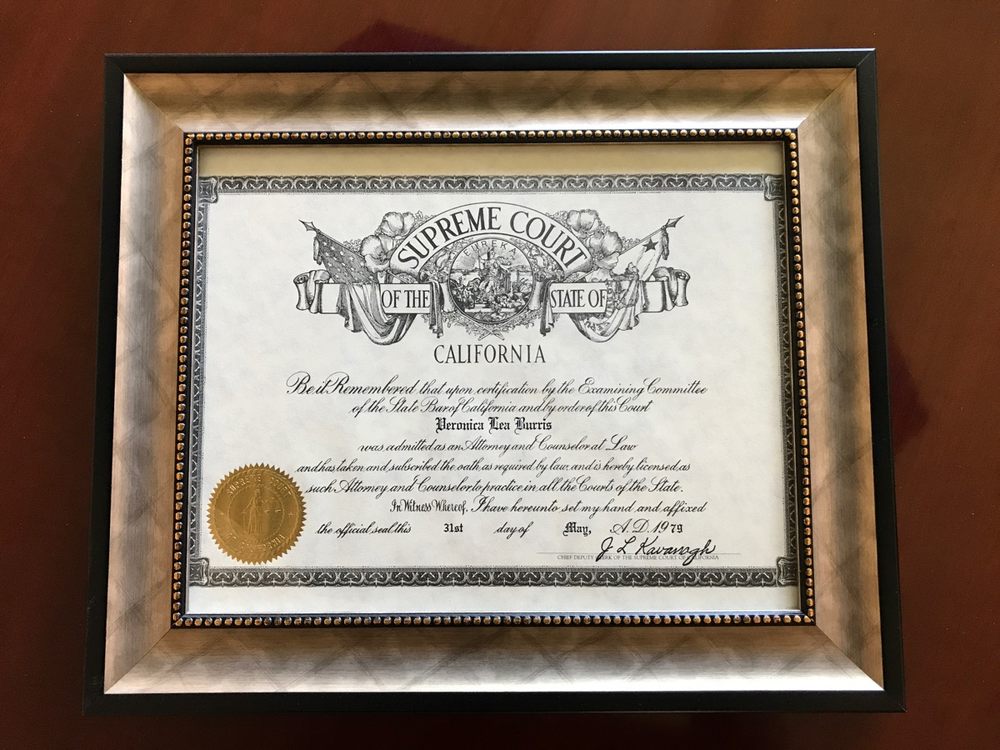 SUPREME COURT
EUREKA
OF THE
STATE OF
CALIFORNIA
Be it Remembered that upon certification by the Examining Committee
of the State Bar of California and by order of this Court
Veronica Lea Burris
was admitted as an Attorney and Counselor at Law
and has taken and subscribed the oath as required by law and is hereby licensed as
such Attorney and Counselor to practice in all the Courts of the State.
In Witness Whereof, I have hereunto set my hand and affixed
the official seal this 31st day of May, A.D. 1979
J L Kavanagh
CHIEF DEPUTY CLERK OF THE SUPREME COURT OF CALIFORNIA
SUPREME COURT
CALIFORNIA